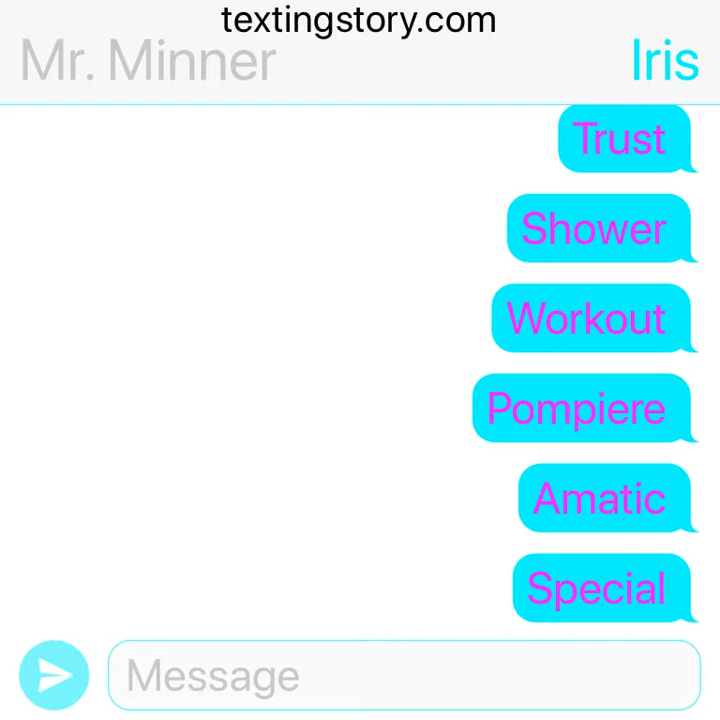 textingstory.com
Mr. Minner
Iris
Trust
Shower
Workout
Pompiere
Amatic
Special
Message